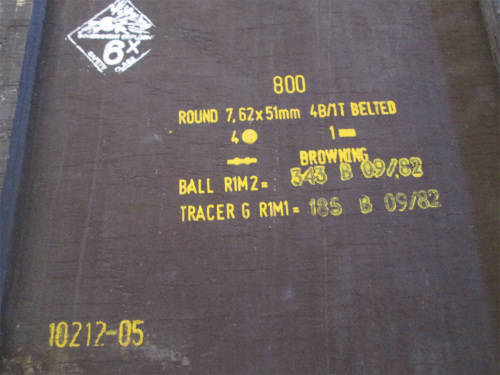 6X
800
ROUND 7,62x51mm 4B/1T BELTED
4 1
BROWNING
BALL R1M2= 343 B 09/82
TRACER G R1M1= 185 B 09/82
10212-05